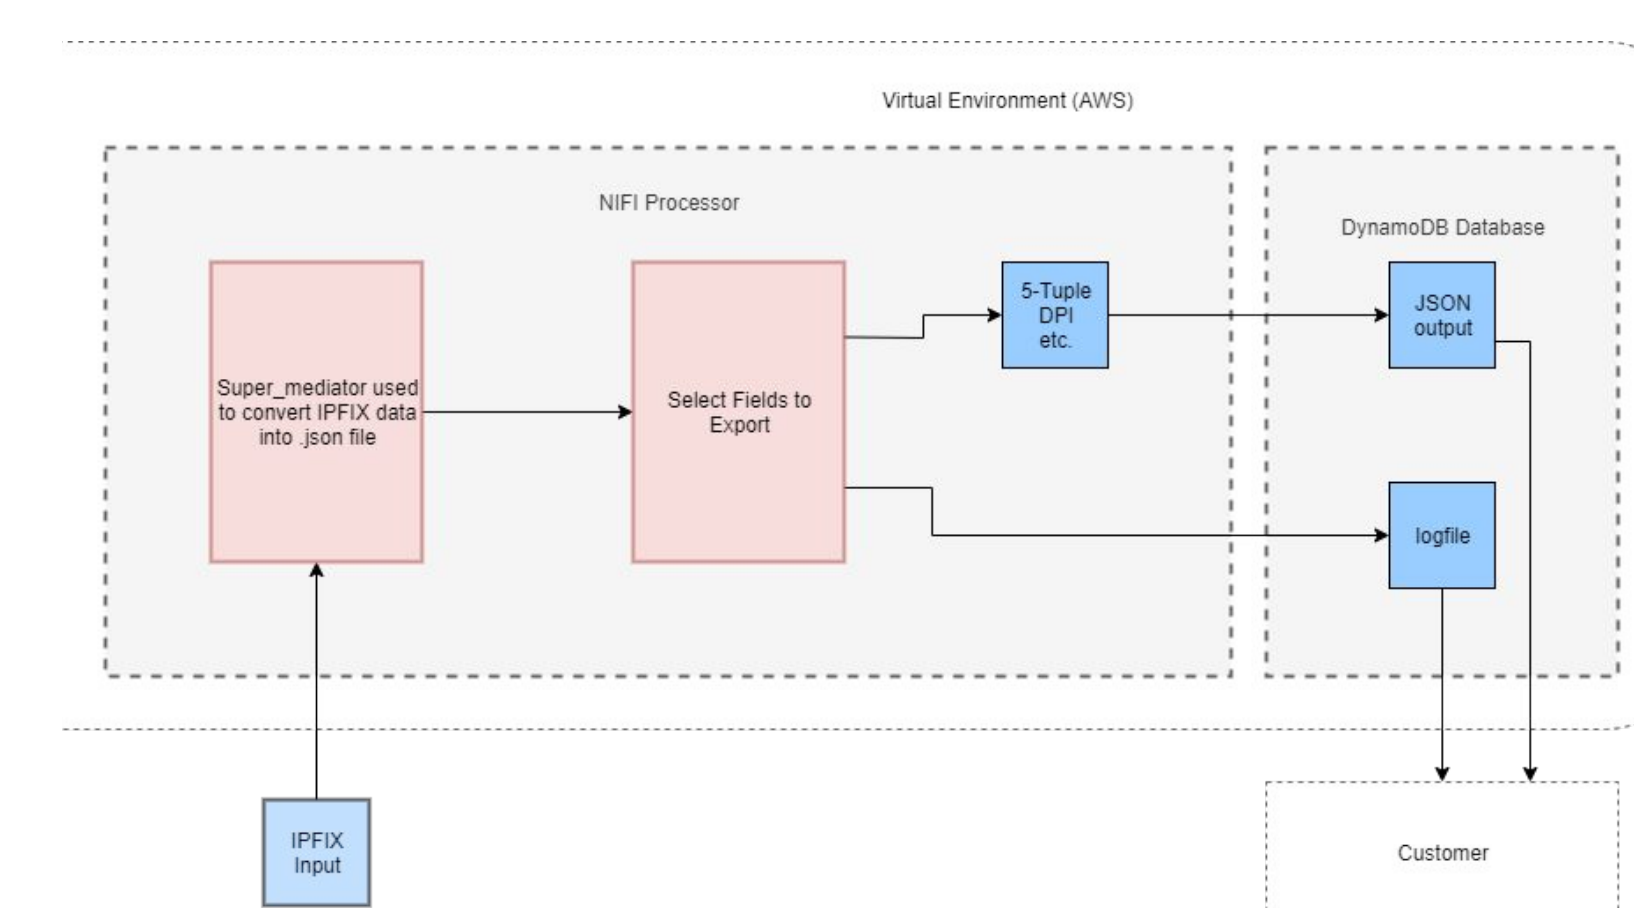 Virtual Environment (AWS)
NIFI Processor
DynamoDB Database
Super_mediator used
to convert IPFIX data
into .json file
Select Fields to
Export
5-Tuple
DPI
etc.
JSON
output
logfile
IPFIX
Input
Customer